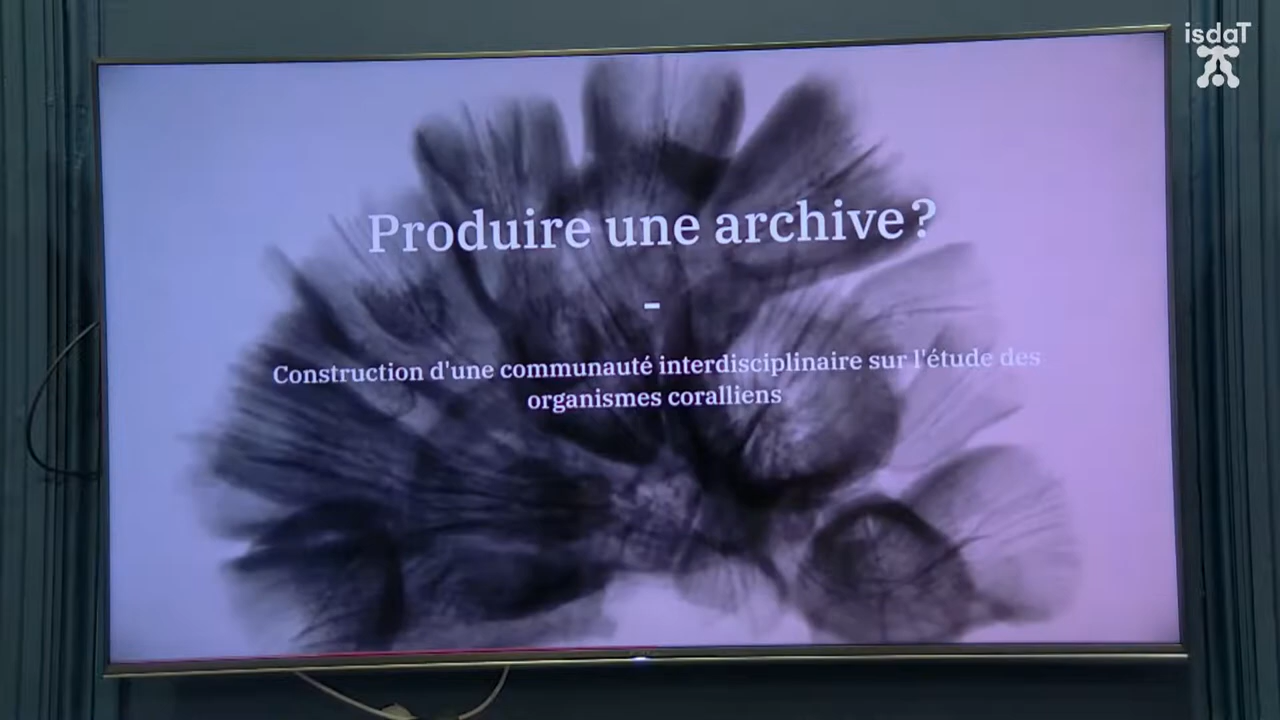 isdaT
Produire une archive ?
-
Construction d'une communauté interdisciplinaire sur l'étude des
organismes coralliens